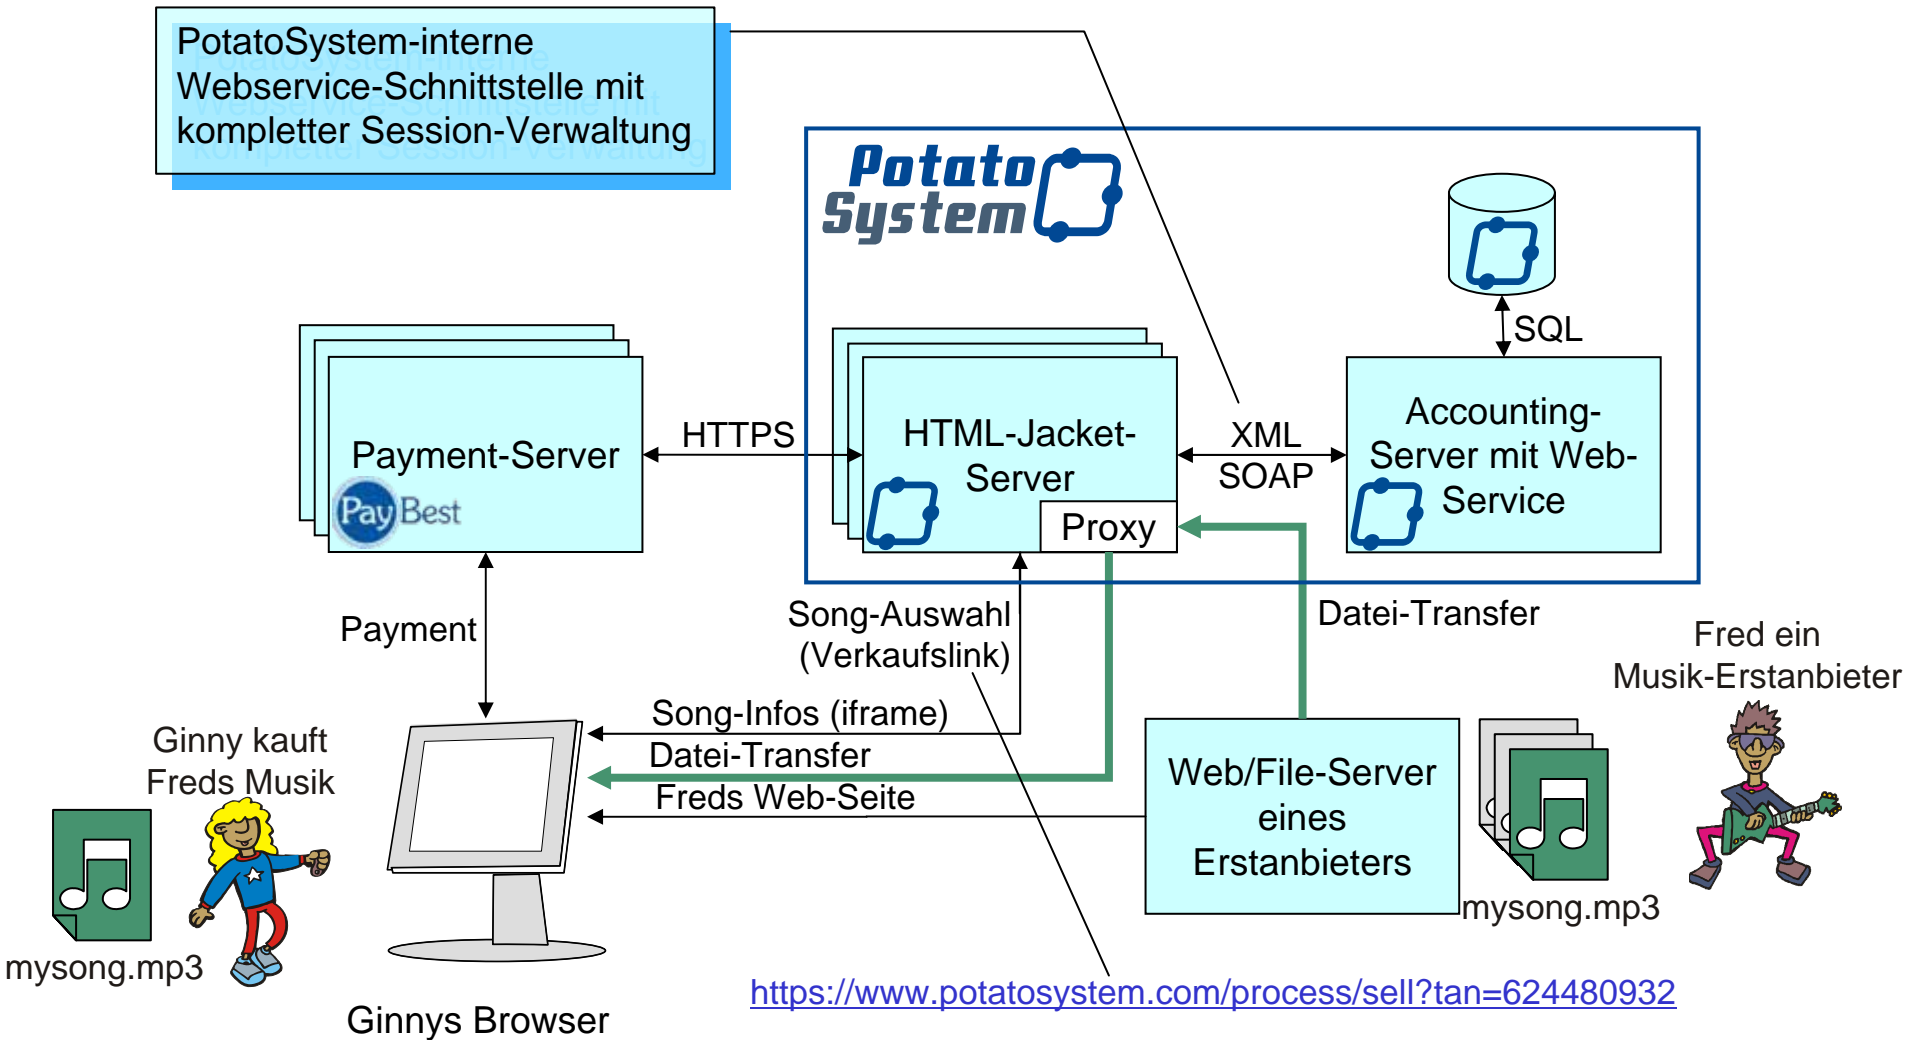 PotatoSystem-interne
Webservice-Schnittstelle mit
kompletter Session-Verwaltung
Potato
System
SQL
Payment-Server
PayBest
HTTPS
HTML-Jacket-
Server
Proxy
XML
SOAP
Accounting-
Server mit Web-
Service
Payment
Song-Auswahl
(Verkaufslink)
Datei-Transfer
Fred ein
Musik-Erstanbieter
Ginny kauft
Freds Musik
Song-Infos (iframe)
Datei-Transfer
Freds Web-Seite
Web/File-Server
eines
Erstanbieters
mysong.mp3
mysong.mp3
Ginnys Browser
https://www.potatosystem.com/process/sell?tan=624480932